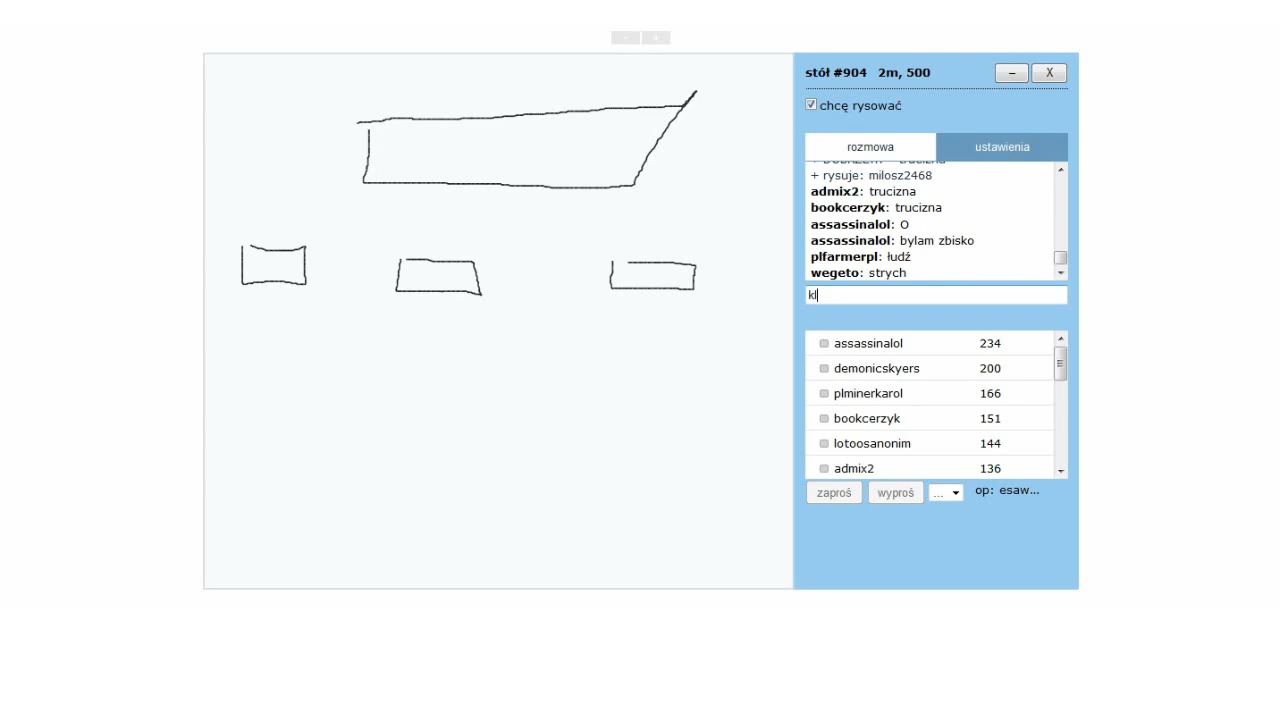 stół #904 2m, 500
– X
chcę rysować
rozmowa ustawienia
+ rysuje: milosz2468
admix2: trucizna
bookcerzyk: trucizna
assassinalol: O
assassinalol: bylam zbisko
plfarmerpl: łudź
wegeto: strych
kl
assassinalol 234
demonicskyers 200
plminerkarol 166
bookcerzyk 151
lotoosanonim 144
admix2 136
zaproś wyproś ... op: esaw...